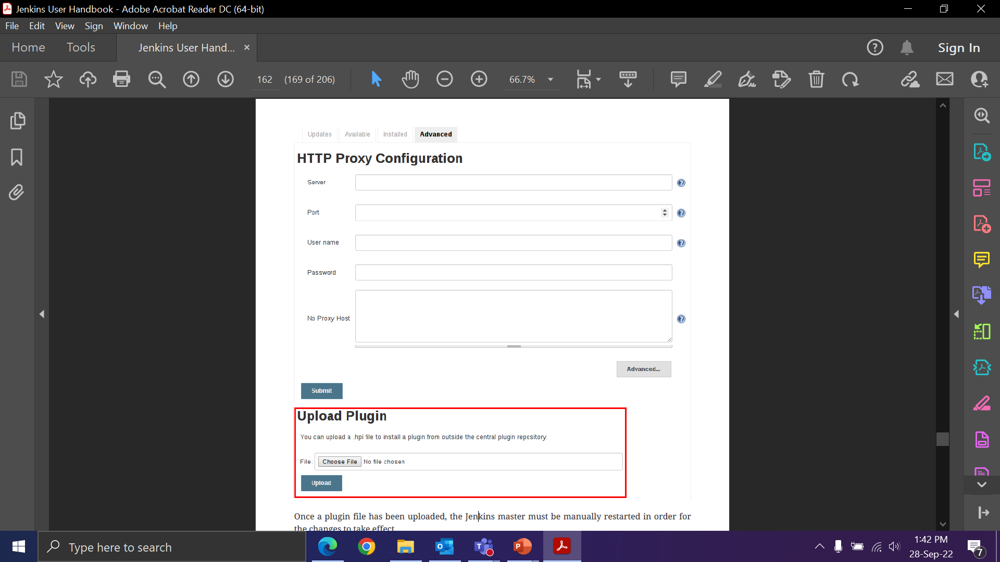 Jenkins User Handbook - Adobe Acrobat Reader DC (64-bit)
File Edit View Sign Window Help
Home Tools Jenkins User Hand... × Sign In
162 (169 of 206) 66.7%
Updates Available Installed Advanced
HTTP Proxy Configuration
Server
Port
User name
Password
No Proxy Host
Advanced...
Submit
Upload Plugin
You can upload a .hpi file to install a plugin from outside the central plugin repository.
File: Choose File No file chosen
Upload
Once a plugin file has been uploaded, the Jenkins master must be manually restarted in order for
the changes to take effect
Type here to search
1:42 PM
28-Sep-22
7